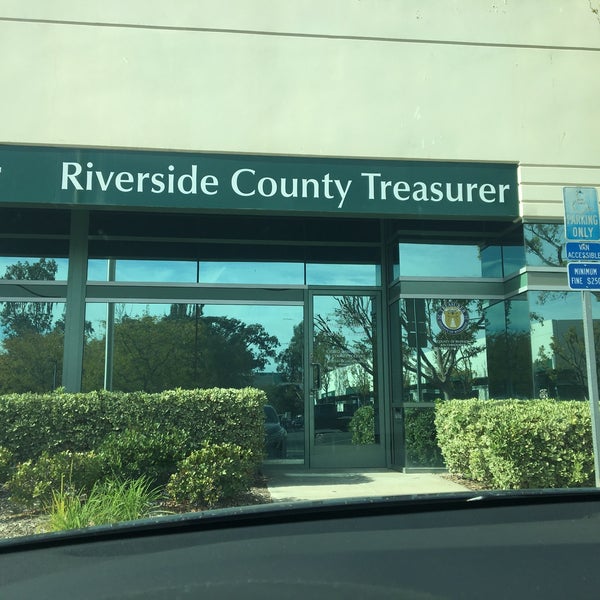 Riverside County Treasurer
PARKING
ONLY
VAN
ACCESSIBLE
MINIMUM
FINE $250